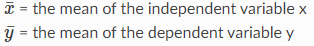 x̅ = the mean of the independent variable x
y̅ = the mean of the dependent variable y